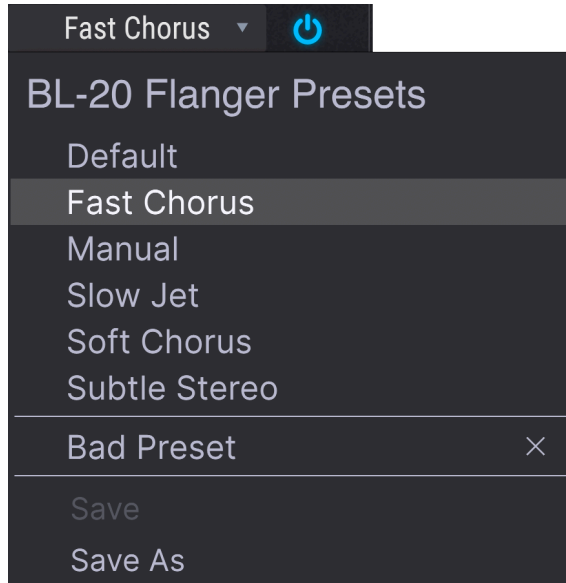 Fast Chorus
BL-20 Flanger Presets
Default
Fast Chorus
Manual
Slow Jet
Soft Chorus
Subtle Stereo
Bad Preset
Save
Save As